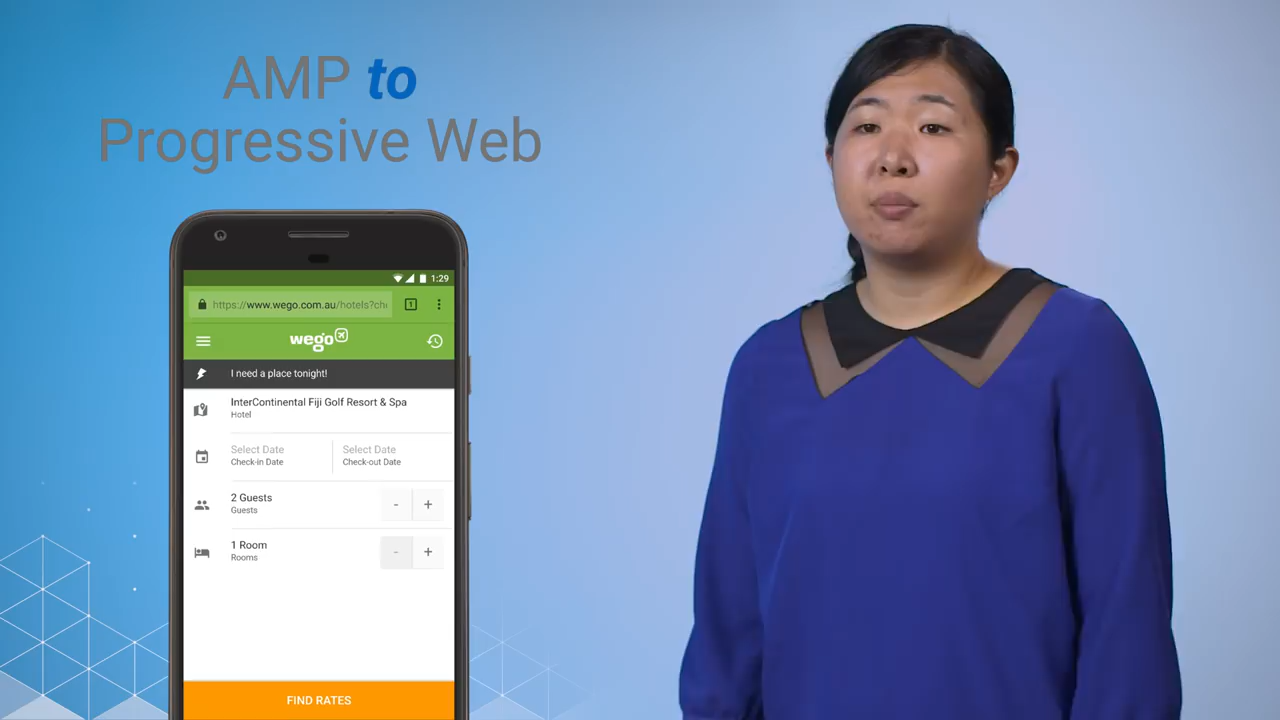 AMP to
Progressive Web
1:29
https://www.wego.com.au/hotels?ch
1
wego
I need a place tonight!
InterContinental Fiji Golf Resort & Spa
Hotel
Select Date Select Date
Check-in Date Check-out Date
2 Guests - +
Guests
1 Room - +
Rooms
FIND RATES